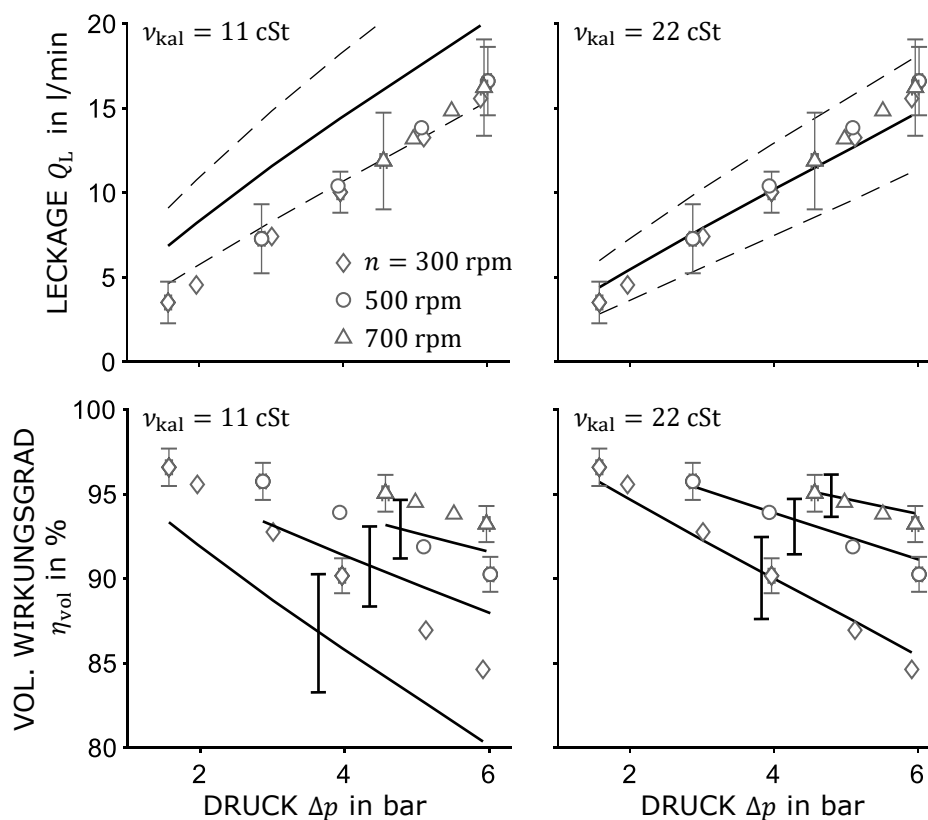 LECKAGE Q_L in l/min
20
15
10
5
0
ν_kal = 11 cSt
n = 300 rpm
500 rpm
700 rpm
ν_kal = 22 cSt
VOL. WIRKUNGSGRAD
η_vol in %
100
95
90
85
80
ν_kal = 11 cSt
2
4
6
DRUCK Δp in bar
ν_kal = 22 cSt
2
4
6
DRUCK Δp in bar